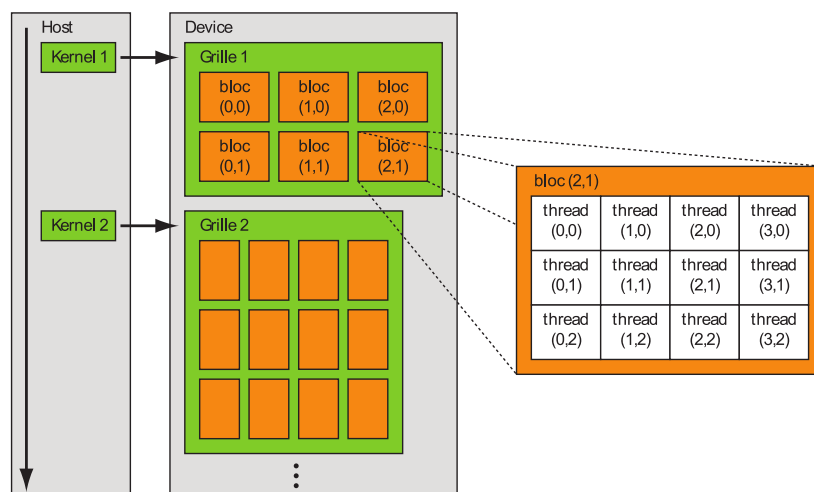 Host
Device
Kernel 1
Grille 1
bloc
(0,0)
bloc
(1,0)
bloc
(2,0)
bloc
(0,1)
bloc
(1,1)
bloc
(2,1)
Kernel 2
Grille 2
bloc (2,1)
thread
(0,0)
thread
(1,0)
thread
(2,0)
thread
(3,0)
thread
(0,1)
thread
(1,1)
thread
(2,1)
thread
(3,1)
thread
(0,2)
thread
(1,2)
thread
(2,2)
thread
(3,2)